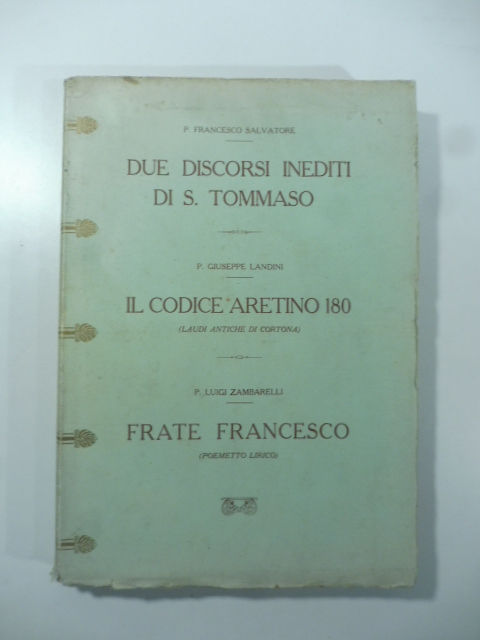 P. FRANCESCO SALVATORE
DUE DISCORSI INEDITI
DI S. TOMMASO
P. GIUSEPPE LANDINI
IL CODICE ARETINO 180
(LAUDI ANTICHE DI CORTONA)
P. LUIGI ZAMBARELLI
FRATE FRANCESCO
(POEMETTO LIRICO)